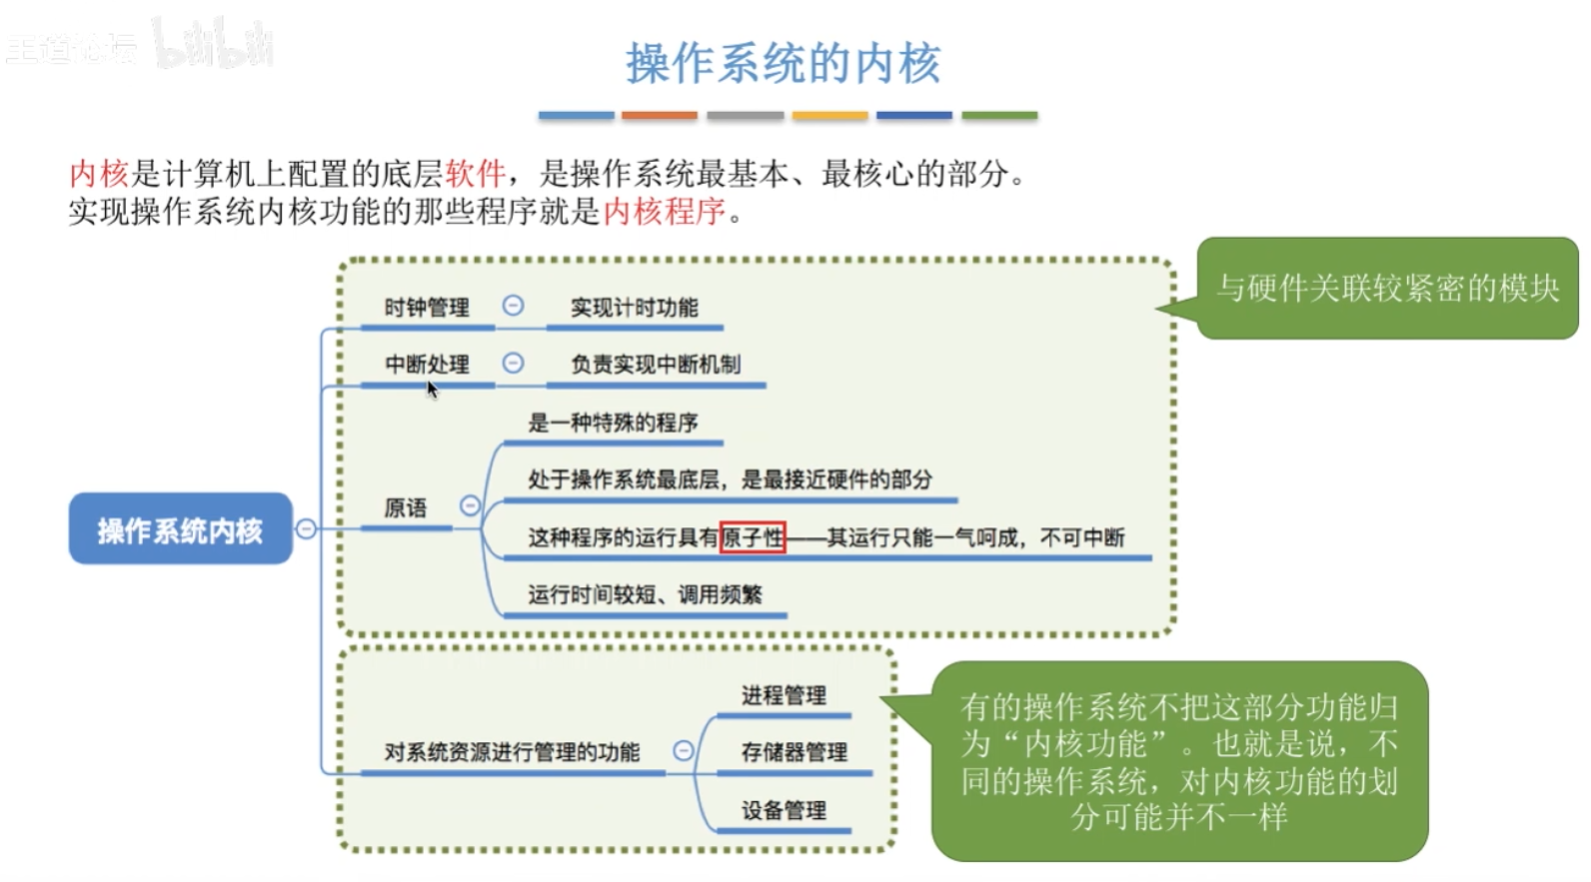 王道论坛 bilibili
操作系统的内核
内核是计算机上配置的底层软件，是操作系统最基本、最核心的部分。
实现操作系统内核功能的那些程序就是内核程序。
与硬件关联较紧密的模块
时钟管理 实现计时功能
中断处理 负责实现中断机制
是一种特殊的程序
处于操作系统最底层，是最接近硬件的部分
原语
这种程序的运行具有原子性——其运行只能一气呵成，不可中断
运行时间较短、调用频繁
操作系统内核
进程管理
对系统资源进行管理的功能 存储器管理
设备管理
有的操作系统不把这部分功能归
为“内核功能”。也就是说，不
同的操作系统，对内核功能的划
分可能并不一样